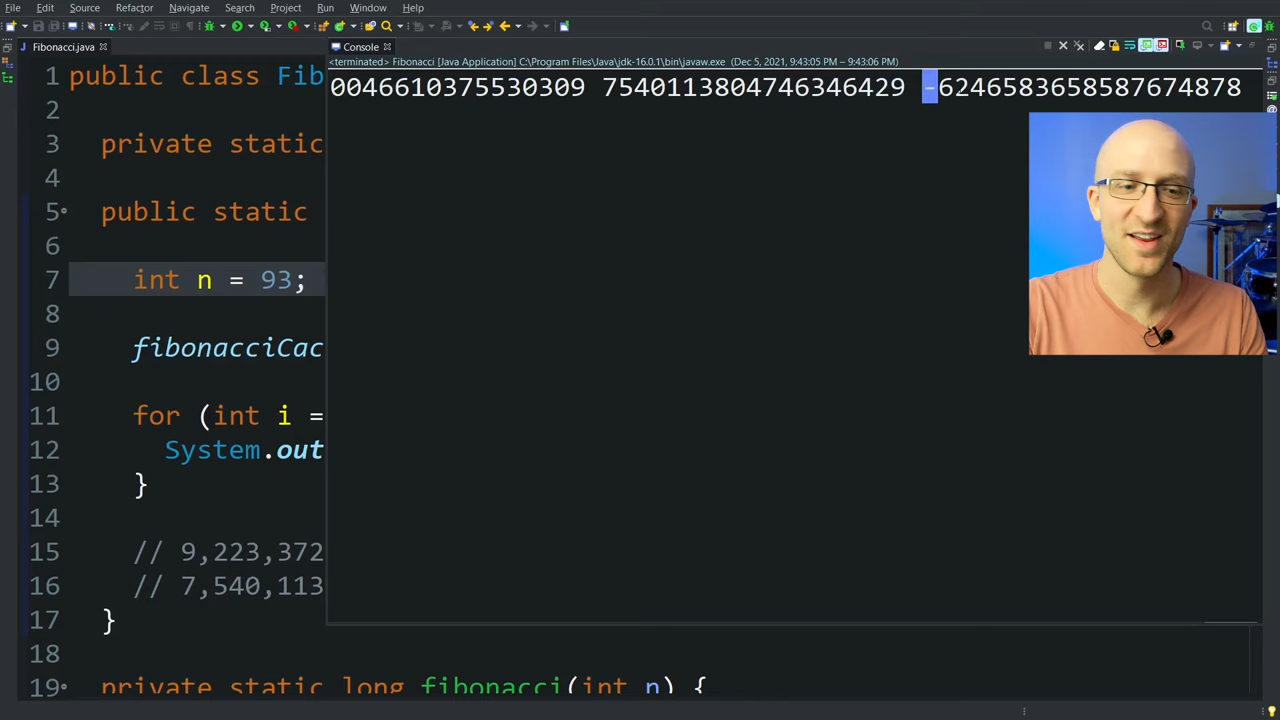 File Edit Source Refactor Navigate Search Project Run Window Help
Fibonacci.java
Console
<terminated> Fibonacci [Java Application] C:\Program Files\Java\jdk-16.0.1\bin\javaw.exe (Dec 5, 2021, 9:43:05 PM – 9:43:06 PM)
0046610375530309 7540113804746346429 -6246583658587674878
1 public class Fib
2
3 private static
4
5 public static
6
7 int n = 93;
8
9 fibonacciCac
10
11 for (int i =
12 System.out
13 }
14
15 // 9,223,372
16 // 7,540,113
17 }
18
19 private static long fibonacci(int n) {